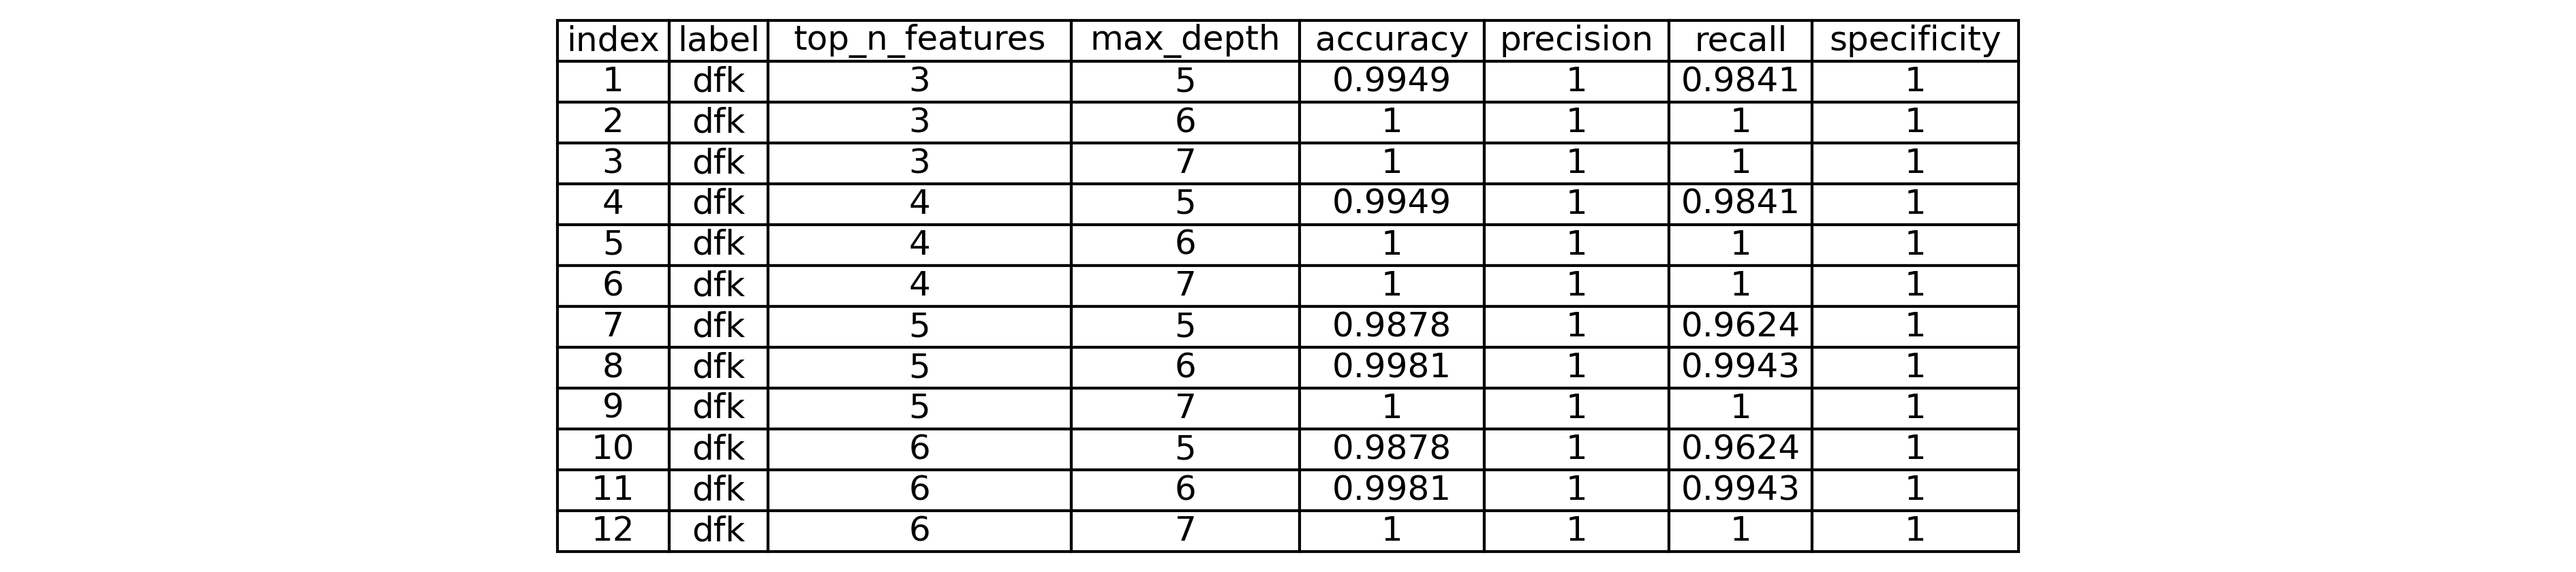 index label top_n_features max_depth accuracy precision recall specificity
1 dfk 3 5 0.9949 1 0.9841 1
2 dfk 3 6 1 1 1 1
3 dfk 3 7 1 1 1 1
4 dfk 4 5 0.9949 1 0.9841 1
5 dfk 4 6 1 1 1 1
6 dfk 4 7 1 1 1 1
7 dfk 5 5 0.9878 1 0.9624 1
8 dfk 5 6 0.9981 1 0.9943 1
9 dfk 5 7 1 1 1 1
10 dfk 6 5 0.9878 1 0.9624 1
11 dfk 6 6 0.9981 1 0.9943 1
12 dfk 6 7 1 1 1 1